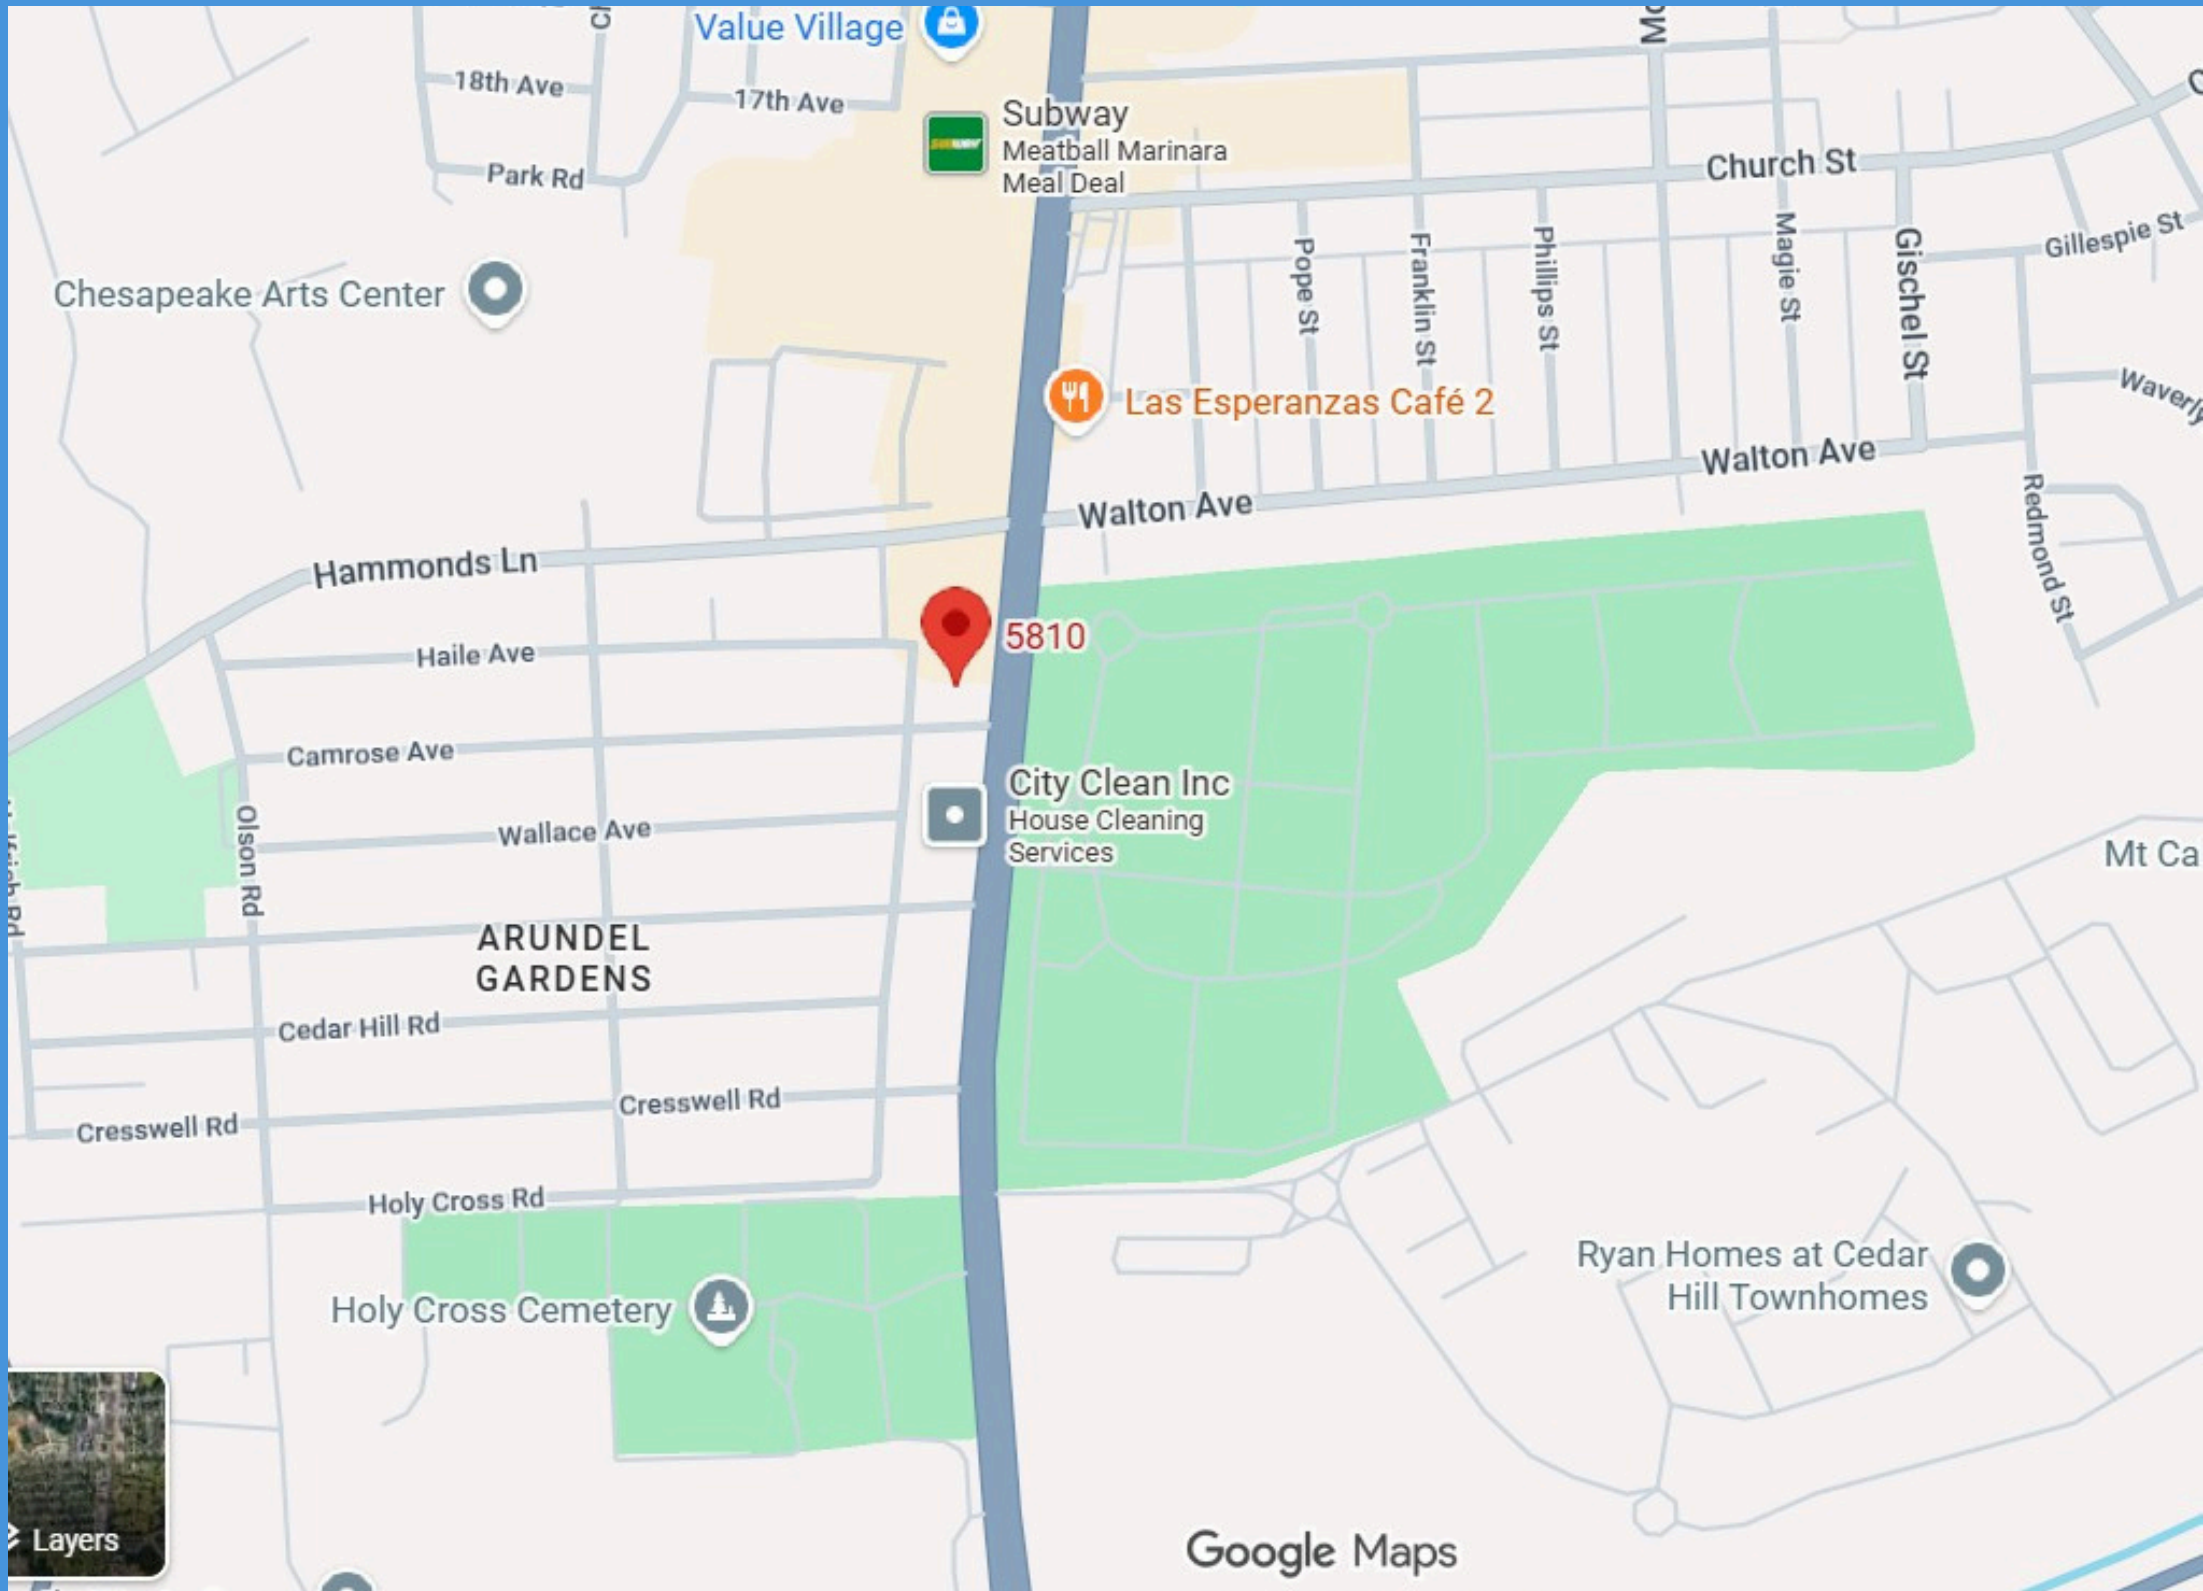 Value Village
18th Ave
17th Ave
Subway
Meatball Marinara
Meal Deal
Park Rd
Church St
Gillespie St
Chesapeake Arts Center
Pope St
Franklin St
Phillips St
Magie St
Gischel St
Waverly
Las Esperanzas Café 2
Walton Ave
Walton Ave
Redmond St
Hammonds Ln
5810
Haile Ave
Camrose Ave
City Clean Inc
House Cleaning
Services
Wallace Ave
Olson Rd
Mt Ca
ARUNDEL
GARDENS
Cedar Hill Rd
Cresswell Rd
Cresswell Rd
Holy Cross Rd
Ryan Homes at Cedar
Hill Townhomes
Holy Cross Cemetery
Layers
Google Maps